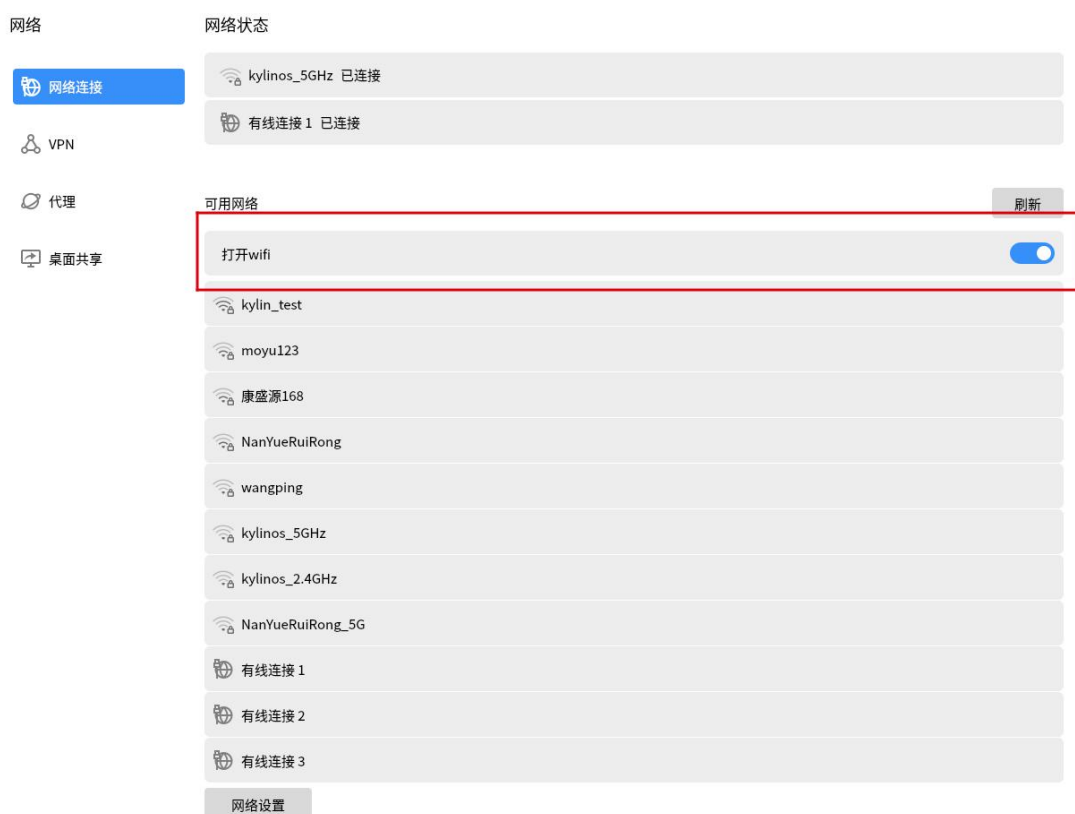 网络
网络连接
VPN
代理
桌面共享
网络状态
kylinos_5GHz 已连接
有线连接 1 已连接
可用网络
刷新
打开wifi
kylin_test
moyu123
康盛源168
NanYueRuiRong
wangping
kylinos_5GHz
kylinos_2.4GHz
NanYueRuiRong_5G
有线连接 1
有线连接 2
有线连接 3
网络设置